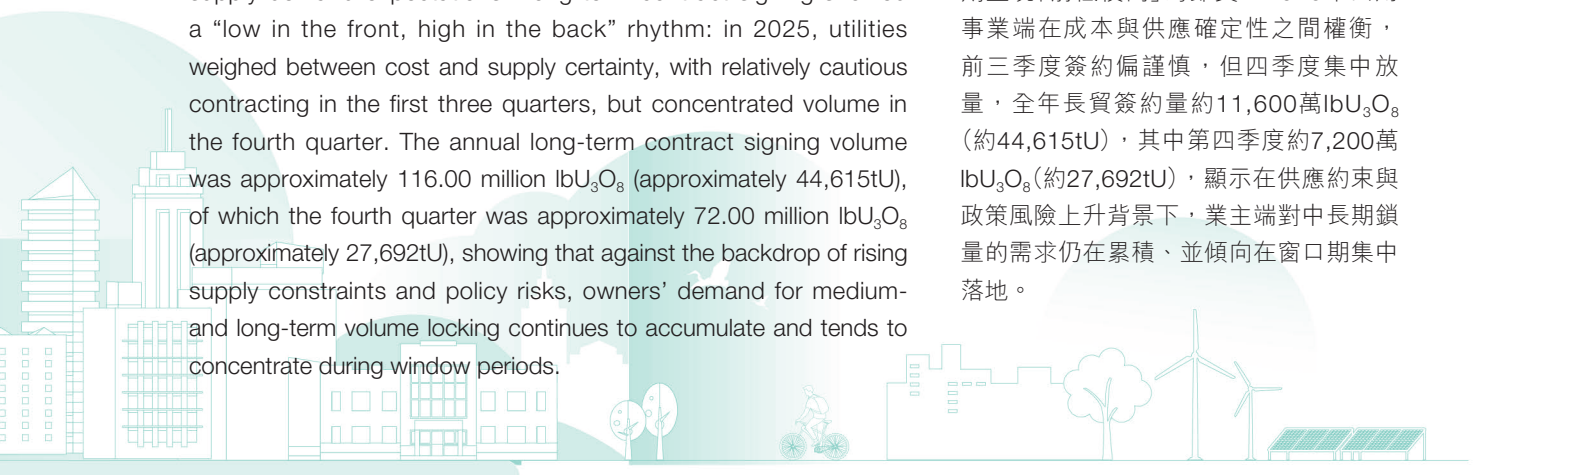 a “low in the front, high in the back” rhythm: in 2025, utilities
weighed between cost and supply certainty, with relatively cautious
contracting in the first three quarters, but concentrated volume in
the fourth quarter. The annual long-term contract signing volume
was approximately 116.00 million lbU₃O₈ (approximately 44,615tU),
of which the fourth quarter was approximately 72.00 million lbU₃O₈
(approximately 27,692tU), showing that against the backdrop of rising
supply constraints and policy risks, owners’ demand for medium-
and long-term volume locking continues to accumulate and tends to
concentrate during window periods.
事業端在成本與供應確定性之間權衡，
前三季度簽約偏謹慎，但四季度集中放
量，全年長貿簽約量約11,600萬lbU₃O₈
（約44,615tU），其中第四季度約7,200萬
lbU₃O₈（約27,692tU），顯示在供應約束與
政策風險上升背景下，業主端對中長期鎖
量的需求仍在累積、並傾向在窗口期集中
落地。